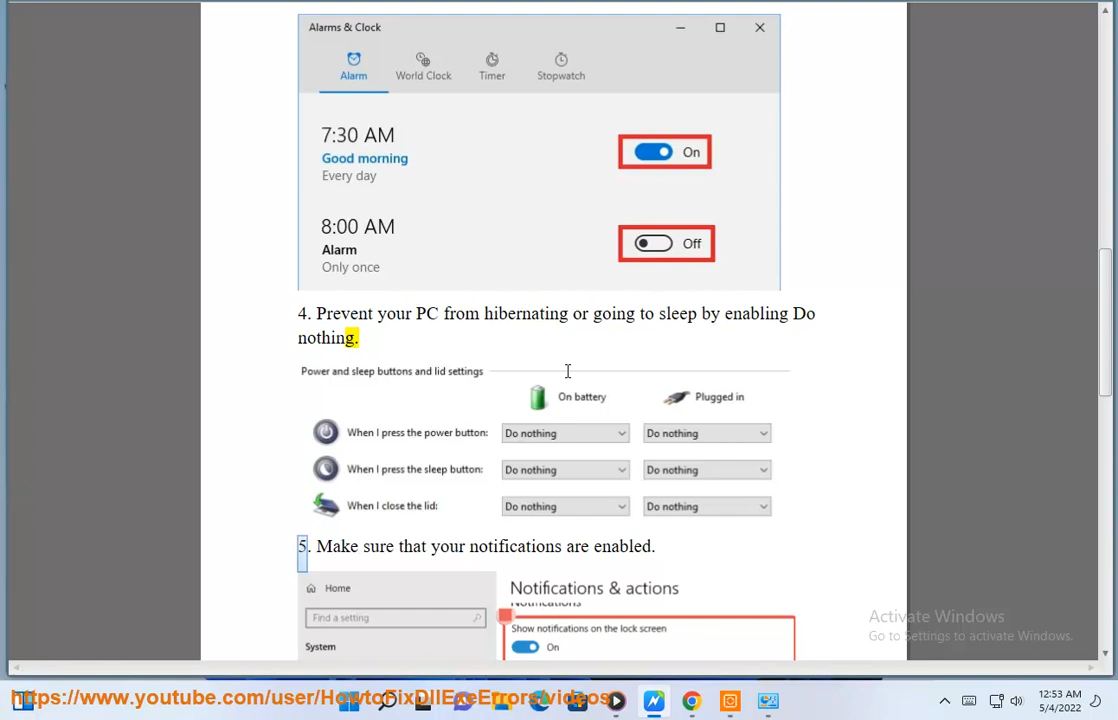 Alarms & Clock
Alarm
World Clock
Timer
Stopwatch
7:30 AM
Good morning
Every day
On
8:00 AM
Alarm
Only once
Off
4. Prevent your PC from hibernating or going to sleep by enabling Do
nothing.
Power and sleep buttons and lid settings
On battery
Plugged in
When I press the power button:
Do nothing
Do nothing
When I press the sleep button:
Do nothing
Do nothing
When I close the lid:
Do nothing
Do nothing
5. Make sure that your notifications are enabled.
Home
Find a setting
System
Notifications & actions
Notifications
Show notifications on the lock screen
On
Activate Windows
Go to Settings to activate Windows.
https://www.youtube.com/user/HowtoFixDllExeErrors/videos
12:53 AM
5/4/2022